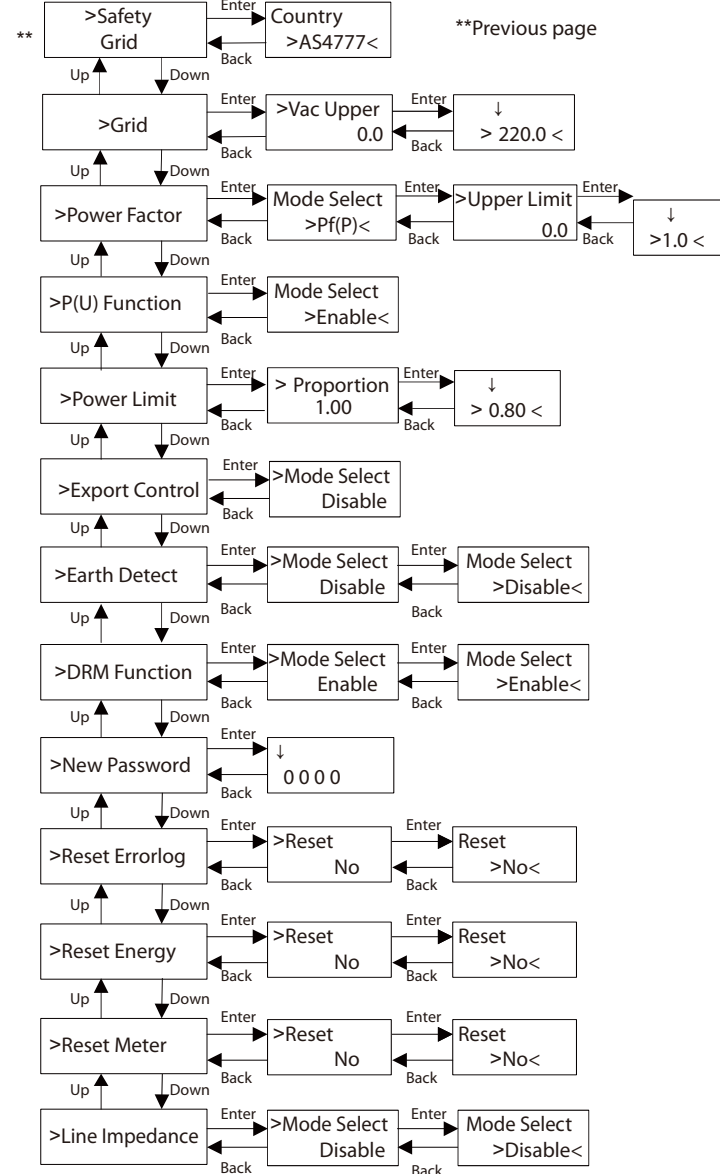 ** >Safety Enter Country **Previous page
Grid Back >AS4777<
Up Down
>Grid Enter >Vac Upper Enter ↓
Back 0.0 Back > 220.0 <
Up Down
>Power Factor Enter Mode Select Enter >Upper Limit Enter ↓
Back >Pf(P)< Back 0.0 Back >1.0 <
Up Down
>P(U) Function Enter Mode Select
Back >Enable<
Up Down
>Power Limit Enter > Proportion Enter ↓
Back 1.00 Back > 0.80 <
Up Down
>Export Control Enter >Mode Select
Back Disable
Up Down
>Earth Detect Enter >Mode Select Enter Mode Select
Back Disable Back >Disable<
Up Down
>DRM Function Enter >Mode Select Enter Mode Select
Back Enable Back >Enable<
Up Down
>New Password Enter ↓
Back 0 0 0 0
Up Down
>Reset Errorlog Enter >Reset Enter Reset
Back No Back >No<
Up Down
>Reset Energy Enter >Reset Enter Reset
Back No Back >No<
Up Down
>Reset Meter Enter >Reset Enter Reset
Back No Back >No<
Up Down
>Line Impedance Enter >Mode Select Enter Mode Select
Back Disable Back >Disable<